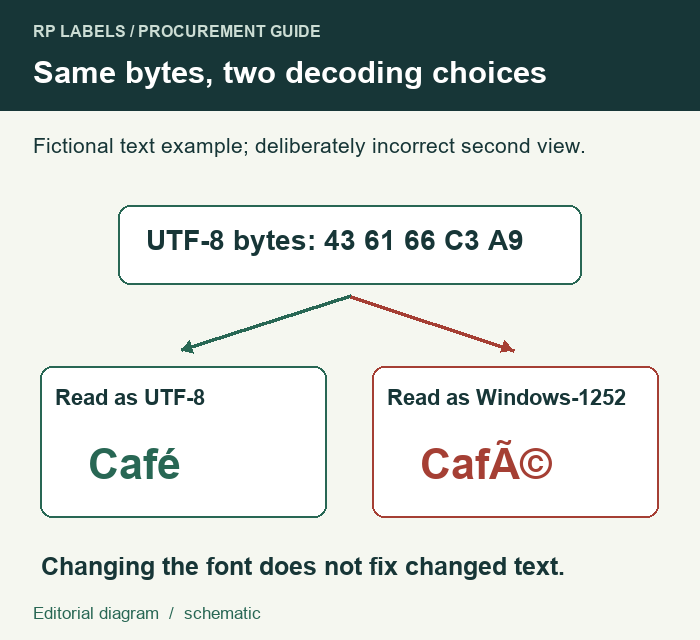 RP LABELS / PROCUREMENT GUIDE
Same bytes, two decoding choices
Fictional text example; deliberately incorrect second view.
UTF-8 bytes: 43 61 66 C3 A9
Read as UTF-8
Café
Read as Windows-1252
CafÃ©
Changing the font does not fix changed text.
Editorial diagram / schematic